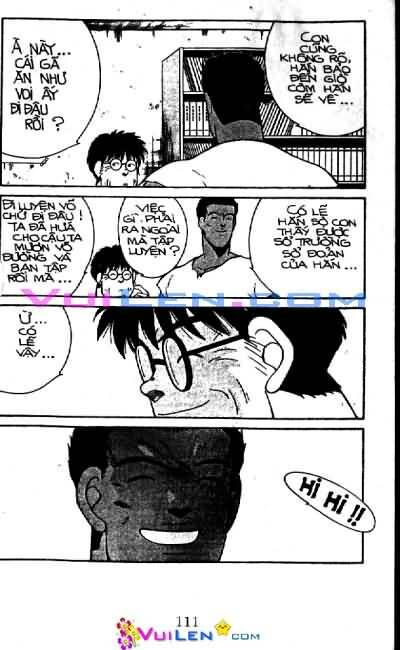 À NÀY...
CÁI GÃ
ĂN NHƯ
VOI ẤY
ĐI ĐÂU
RỒI ?
CON
CŨNG
KHÔNG RÕ,
HẮN BẢO
ĐẾN GIỜ
CƠM HẮN
SẼ VỀ...
ĐI LUYỆN VÕ
CHỨ ĐI ĐÂU !
TA ĐÃ HỨA
CHO CẬU TA
MƯỢN VÕ
ĐƯỜNG VÀ
BẠN TẬP
RỒI MÀ...
VIỆC
GÌ PHẢI
RA NGOÀI
MÀ TẬP
LUYỆN ?
CÓ LẼ
HẮN SỢ CON
THẤY ĐƯỢC
SỞ TRƯỜNG
SỞ ĐOẢN
CỦA HẮN...
VUILEN.COM
Ừ...
CÓ
LẼ
VẬY...
HI HI !!
111
VUILEN.COM